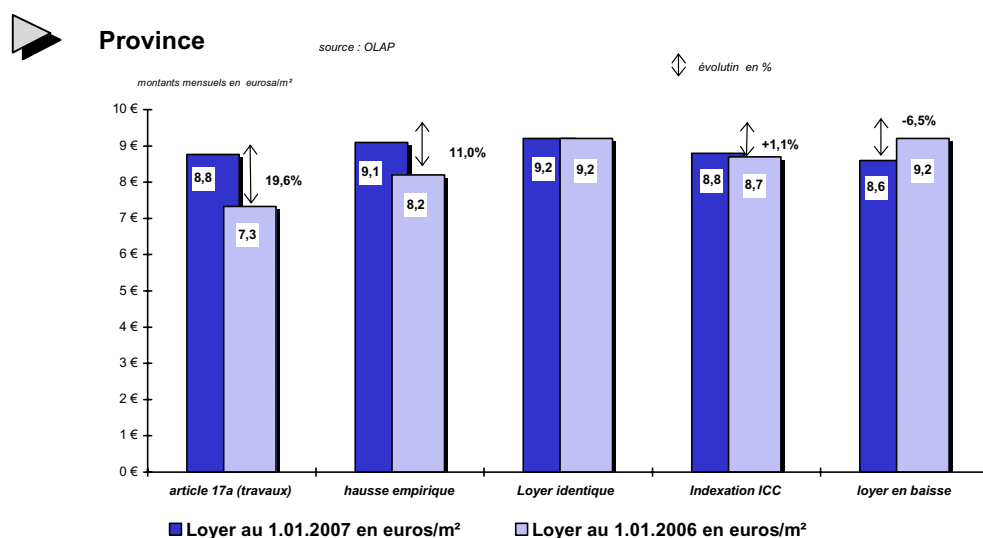 Province
source : OLAP
évolutin en %
montants mensuels en eurosa/m²
10 €
9 €
8 €
7 €
6 €
5 €
4 €
3 €
2 €
1 €
0 €
8,8
19,6%
7,3
9,1
11,0%
8,2
9,2
9,2
8,8
+1,1%
8,7
-6,5%
8,6
9,2
article 17a (travaux)
hausse empirique
Loyer identique
Indexation ICC
loyer en baisse
Loyer au 1.01.2007 en euros/m²
Loyer au 1.01.2006 en euros/m²